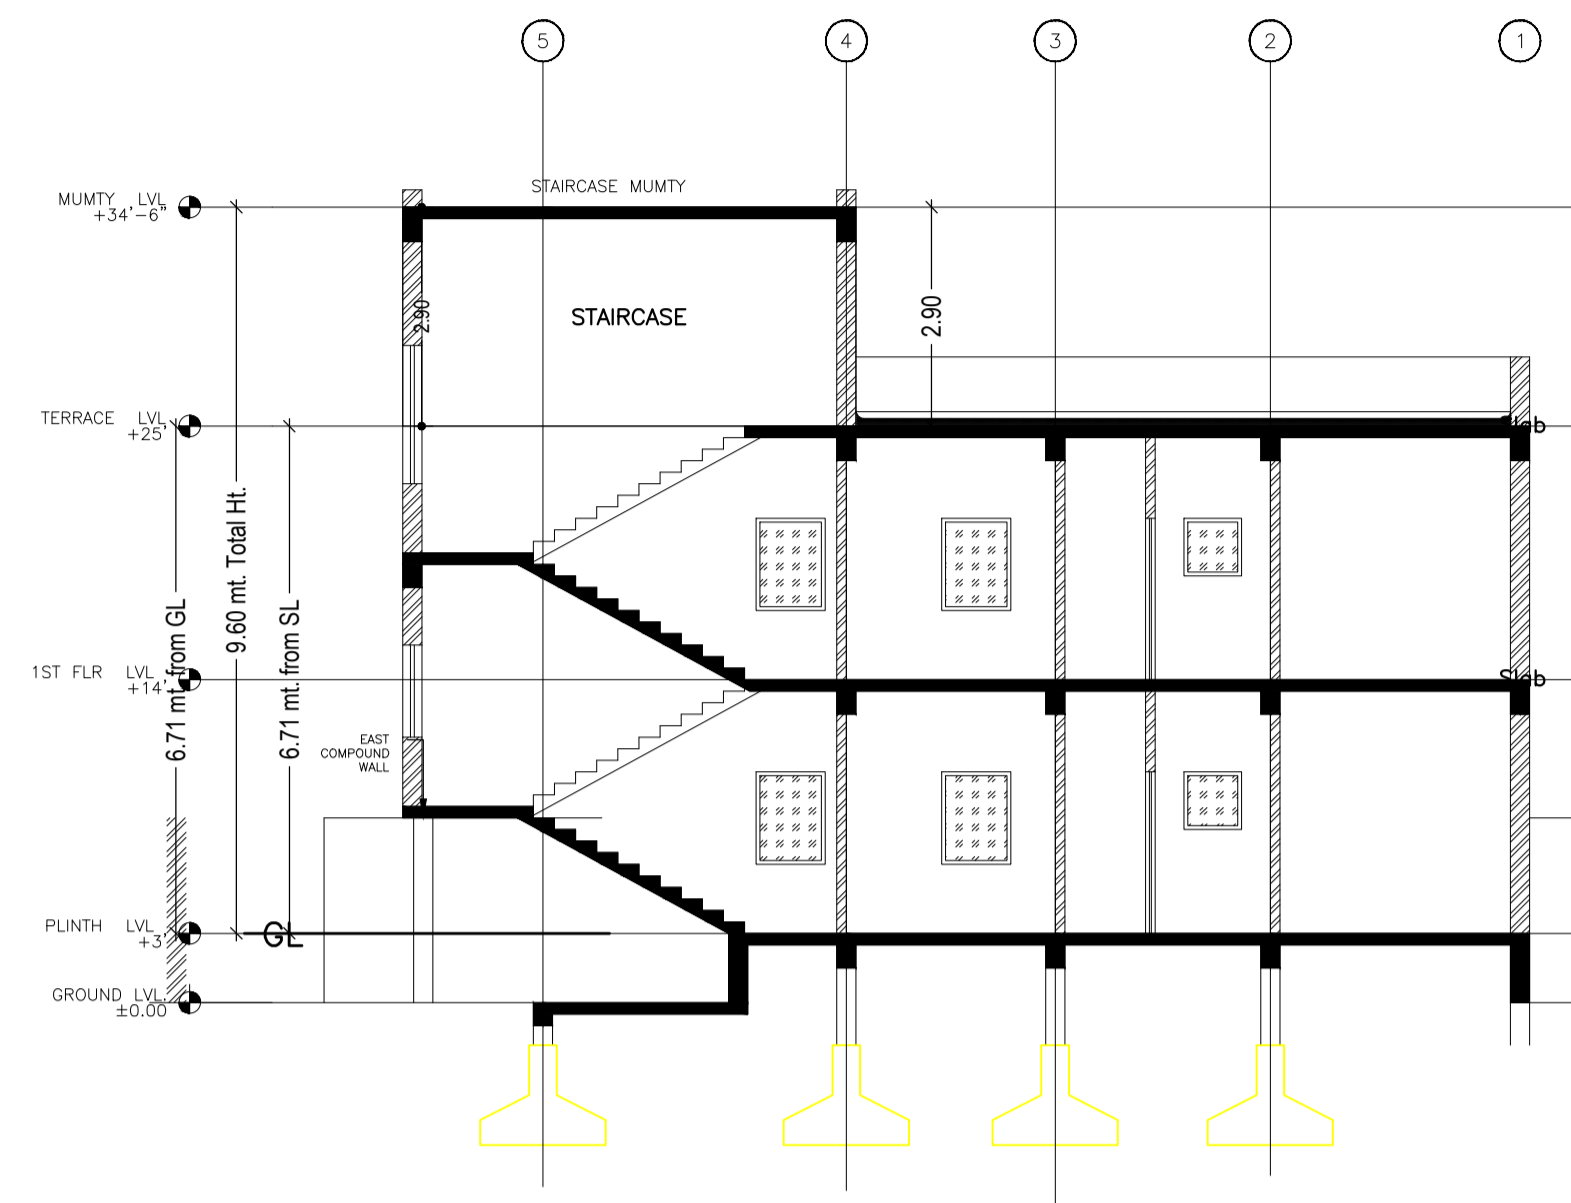 5
4
3
2
1
STAIRCASE MUMTY
MUMTY LVL
+34'-6"
2.90
STAIRCASE
2.90
TERRACE LVL
+25'
Slab
9.60 mt. Total Ht.
6.71 mt. from GL
6.71 mt. from SL
1ST FLR LVL
+14'
Slab
EAST
COMPOUND
WALL
PLINTH LVL
+3'
GL
GROUND LVL.
±0.00